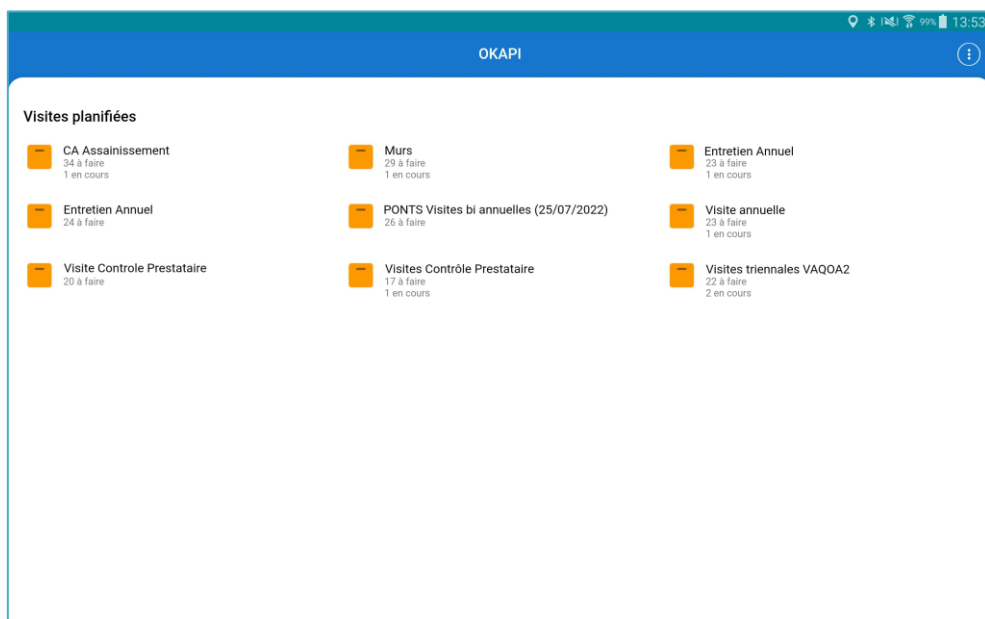 99% 13:53
OKAPI
Visites planifiées
CA Assainissement
34 à faire
1 en cours
Murs
29 à faire
1 en cours
Entretien Annuel
23 à faire
1 en cours
Entretien Annuel
24 à faire
PONTS Visites bi annuelles (25/07/2022)
26 à faire
Visite annuelle
23 à faire
1 en cours
Visite Controle Prestataire
20 à faire
Visites Contrôle Prestataire
17 à faire
1 en cours
Visites triennales VAQOA2
22 à faire
2 en cours